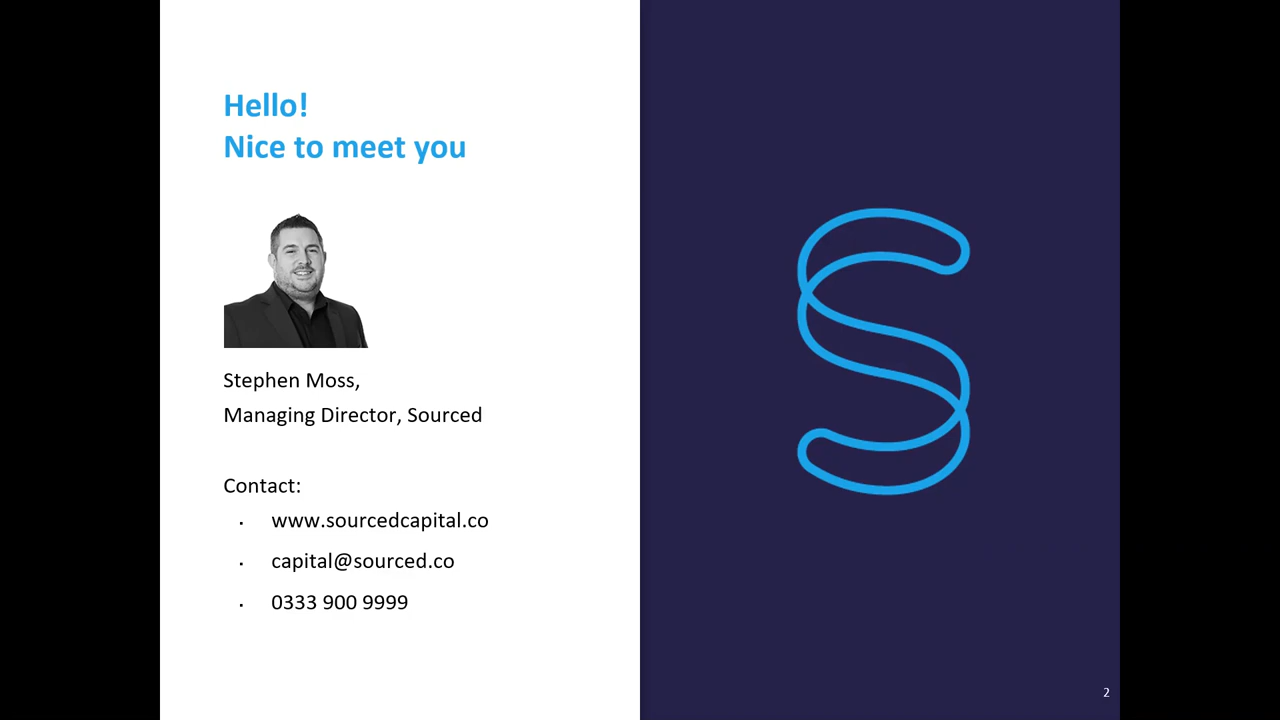 Hello!
Nice to meet you
Stephen Moss,
Managing Director, Sourced
Contact:
▪ www.sourcedcapital.co
▪ capital@sourced.co
▪ 0333 900 9999
2